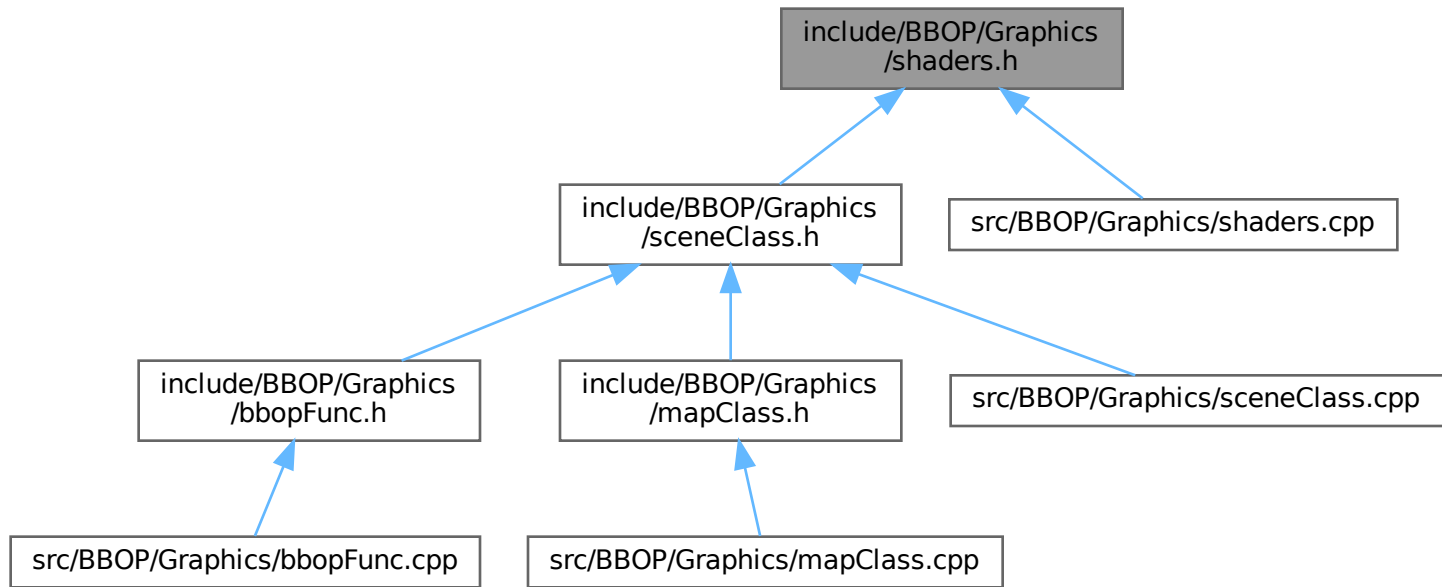 include/BBOP/Graphics
/shaders.h
include/BBOP/Graphics
/sceneClass.h
src/BBOP/Graphics/shaders.cpp
include/BBOP/Graphics
/bbopFunc.h
include/BBOP/Graphics
/mapClass.h
src/BBOP/Graphics/sceneClass.cpp
src/BBOP/Graphics/bbopFunc.cpp
src/BBOP/Graphics/mapClass.cpp